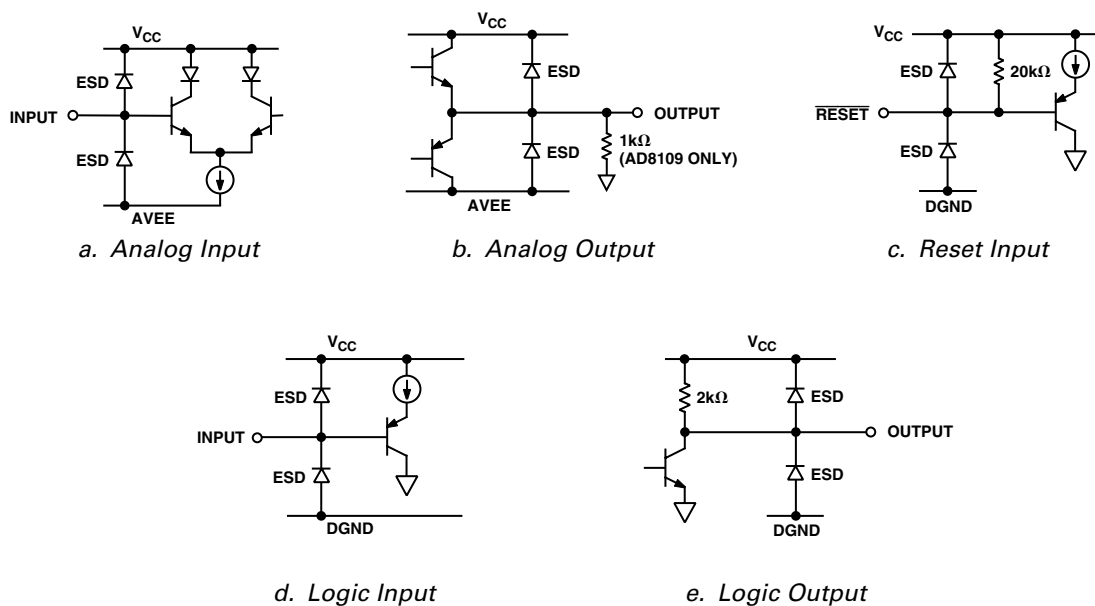 VCC
ESD
INPUT
ESD
AVEE
a. Analog Input
VCC
ESD
OUTPUT
ESD
1kΩ
(AD8109 ONLY)
AVEE
b. Analog Output
VCC
ESD
20kΩ
RESET
ESD
DGND
c. Reset Input
VCC
ESD
INPUT
ESD
DGND
d. Logic Input
VCC
2kΩ
ESD
OUTPUT
ESD
DGND
e. Logic Output